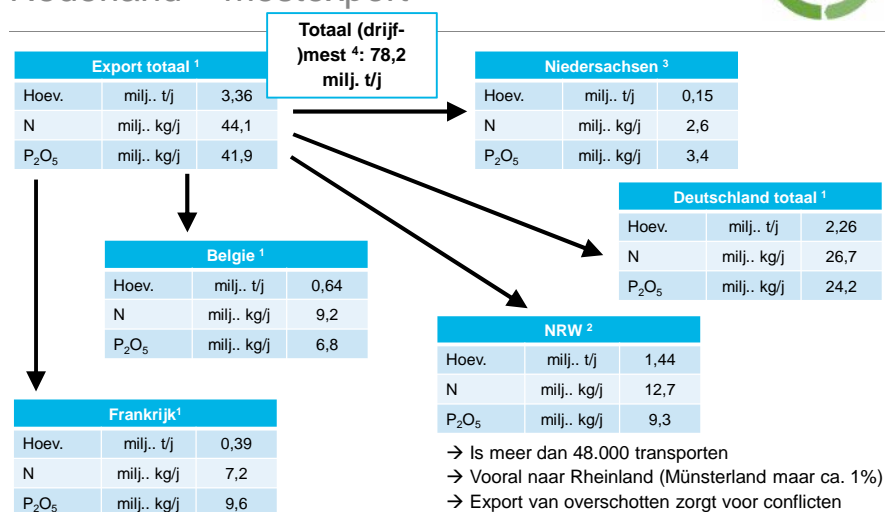 Totaal (drijf-
)mest ⁴: 78,2
milj. t/j
Export totaal ¹
Hoev. milj.. t/j 3,36
N milj.. kg/j 44,1
P₂O₅ milj.. kg/j 41,9
Niedersachsen ³
Hoev. milj.. t/j 0,15
N milj.. kg/j 2,6
P₂O₅ milj.. kg/j 3,4
Deutschland totaal ¹
Hoev. milj.. t/j 2,26
N milj.. kg/j 26,7
P₂O₅ milj.. kg/j 24,2
Belgie ¹
Hoev. milj.. t/j 0,64
N milj.. kg/j 9,2
P₂O₅ milj.. kg/j 6,8
NRW ²
Hoev. milj.. t/j 1,44
N milj.. kg/j 12,7
P₂O₅ milj.. kg/j 9,3
Frankrijk¹
Hoev. milj.. t/j 0,39
N milj.. kg/j 7,2
P₂O₅ milj.. kg/j 9,6
→ Is meer dan 48.000 transporten
→ Vooral naar Rheinland (Münsterland maar ca. 1%)
→ Export van overschotten zorgt voor conflicten